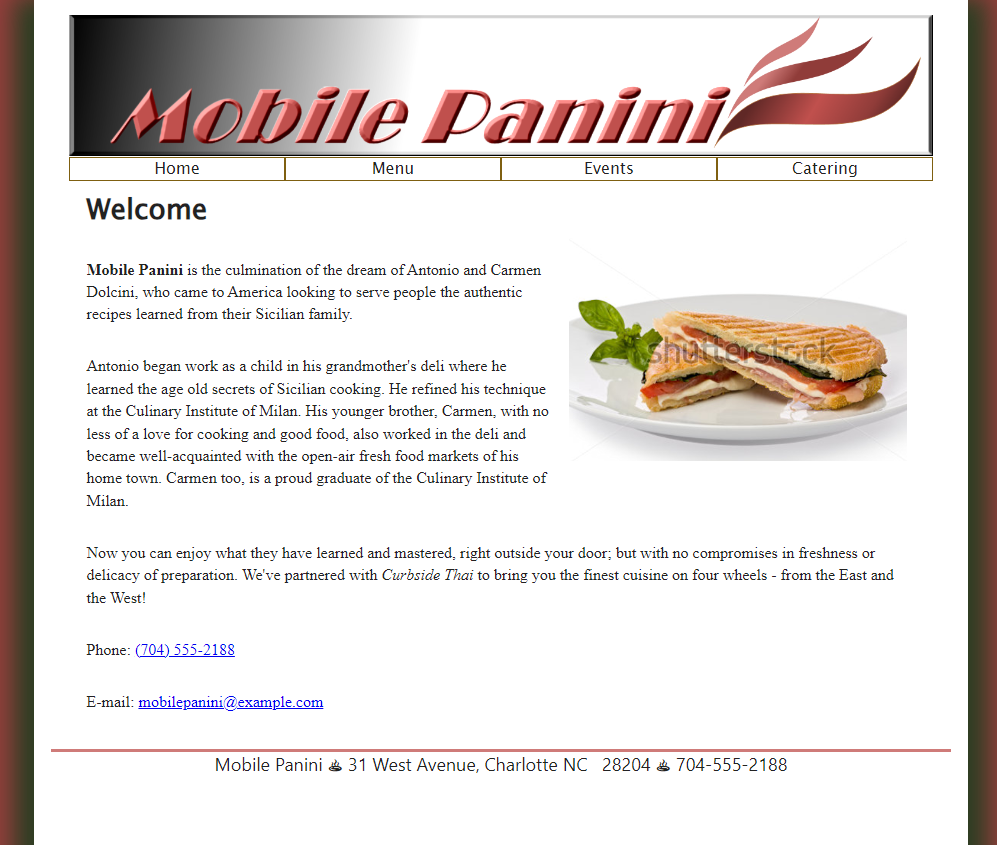 Mobile Panini
Home Menu Events Catering
Welcome
Mobile Panini is the culmination of the dream of Antonio and Carmen
Dolcini, who came to America looking to serve people the authentic
recipes learned from their Sicilian family.
shutterstock
Antonio began work as a child in his grandmother's deli where he
learned the age old secrets of Sicilian cooking. He refined his technique
at the Culinary Institute of Milan. His younger brother, Carmen, with no
less of a love for cooking and good food, also worked in the deli and
became well-acquainted with the open-air fresh food markets of his
home town. Carmen too, is a proud graduate of the Culinary Institute of
Milan.
Now you can enjoy what they have learned and mastered, right outside your door; but with no compromises in freshness or
delicacy of preparation. We've partnered with Curbside Thai to bring you the finest cuisine on four wheels - from the East and
the West!
Phone: (704) 555-2188
E-mail: mobilepanini@example.com
Mobile Panini ♨ 31 West Avenue, Charlotte NC 28204 ♨ 704-555-2188